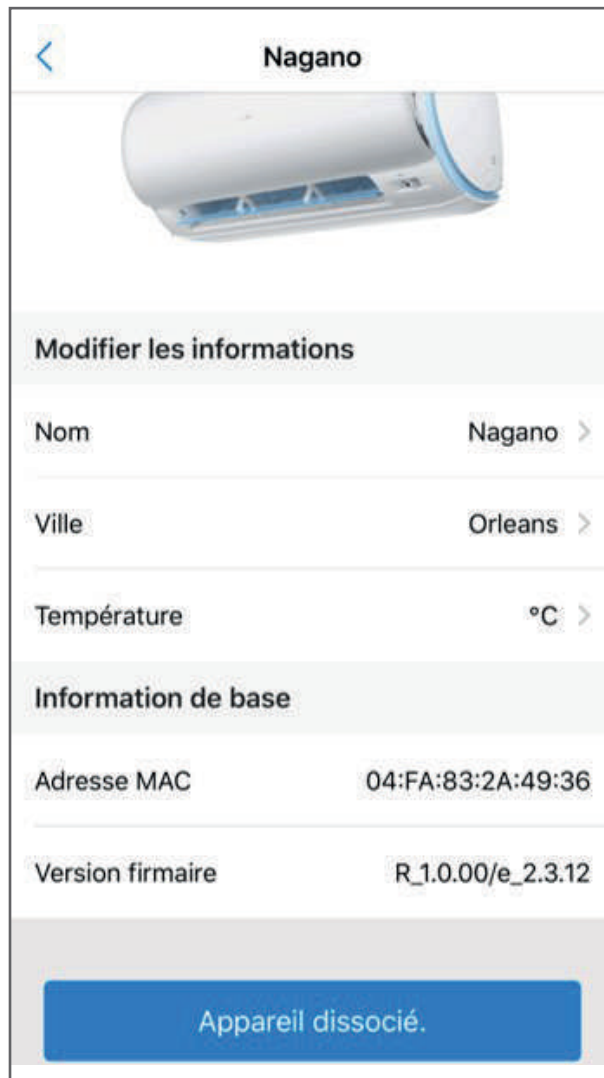 Nagano
Modifier les informations
Nom Nagano
Ville Orleans
Température °C
Information de base
Adresse MAC 04:FA:83:2A:49:36
Version firmaire R_1.0.00/e_2.3.12
Appareil dissocié.